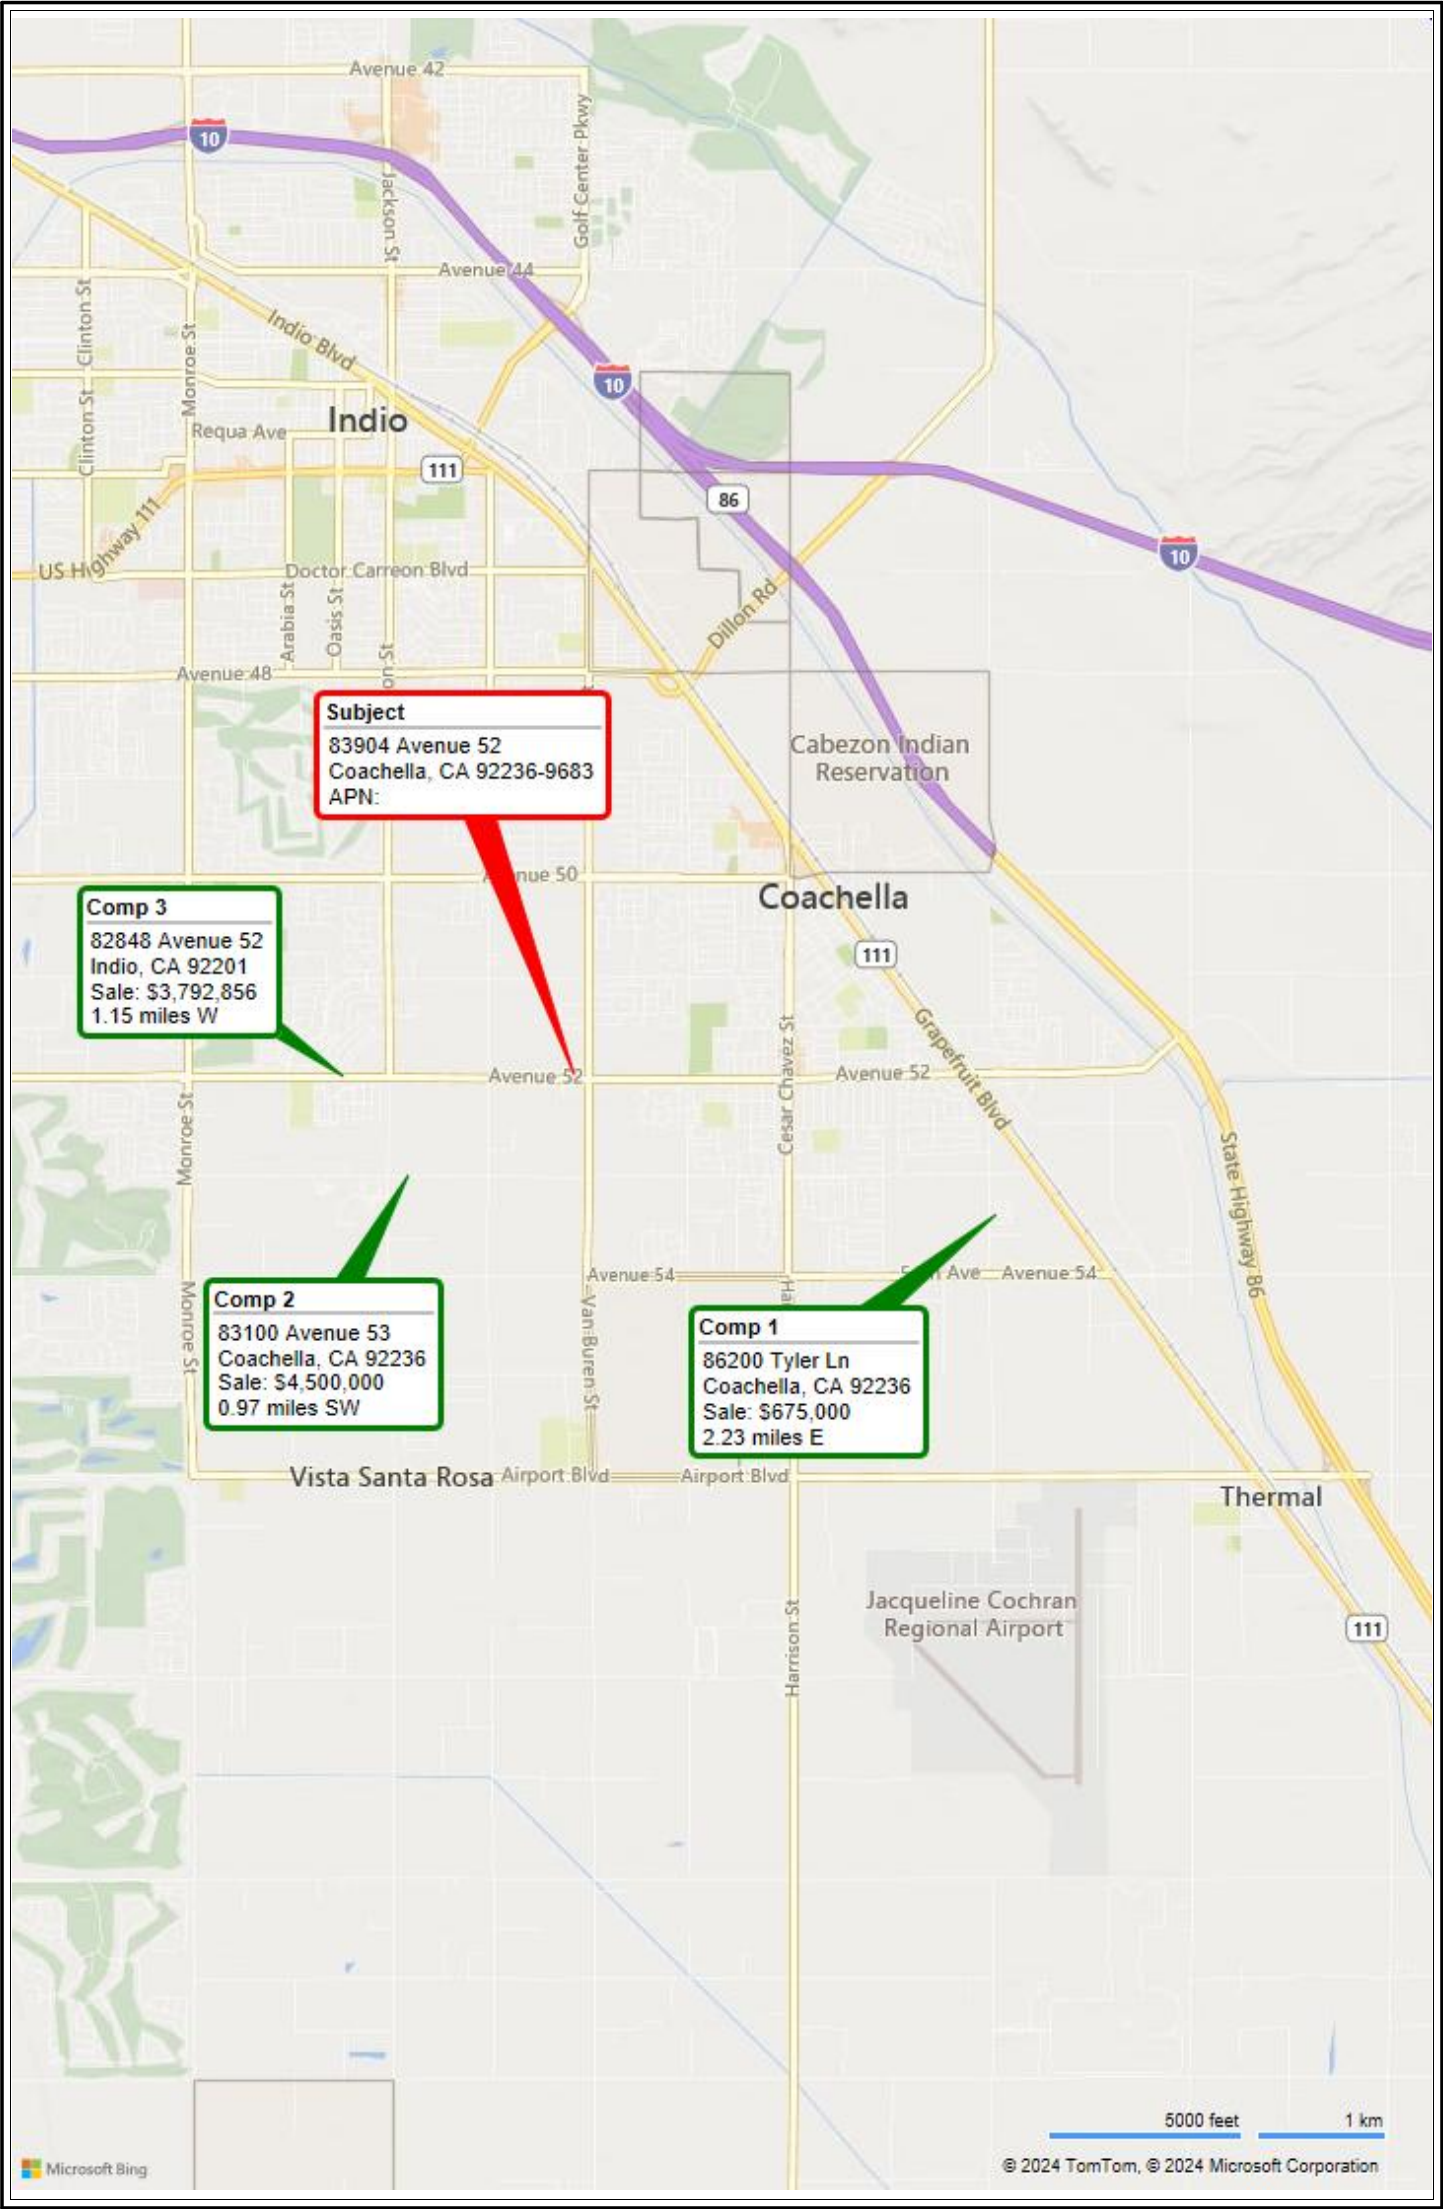 Avenue 42
10
Golf Center Pkwy
Jackson St
Avenue 44
Clinton St
Monroe St
Indio Blvd
10
Clinton St
Requa Ave
Indio
111
86
US Highway 111
10
Doctor Carreon Blvd
Arabia St
Oasis St
Dillon Rd
on St
Avenue 48
Subject
83904 Avenue 52
Coachella, CA 92236-9683
APN:
Cabezon Indian
Reservation
nue 50
Coachella
Comp 3
82848 Avenue 52
Indio, CA 92201
Sale: $3,792,856
1.15 miles W
111
Grapefruit Blvd
Cesar Chavez St
Avenue 52
Avenue 52
Monroe St
State Highway 86
Avenue 54
Ave
Avenue 54
Monroe St
Van Buren St
Comp 2
83100 Avenue 53
Coachella, CA 92236
Sale: $4,500,000
0.97 miles SW
Comp 1
86200 Tyler Ln
Coachella, CA 92236
Sale: $675,000
2.23 miles E
Vista Santa Rosa
Airport Blvd
Airport Blvd
Thermal
Jacqueline Cochran
Regional Airport
111
Harrison St
5000 feet
1 km
Microsoft Bing
© 2024 TomTom, © 2024 Microsoft Corporation